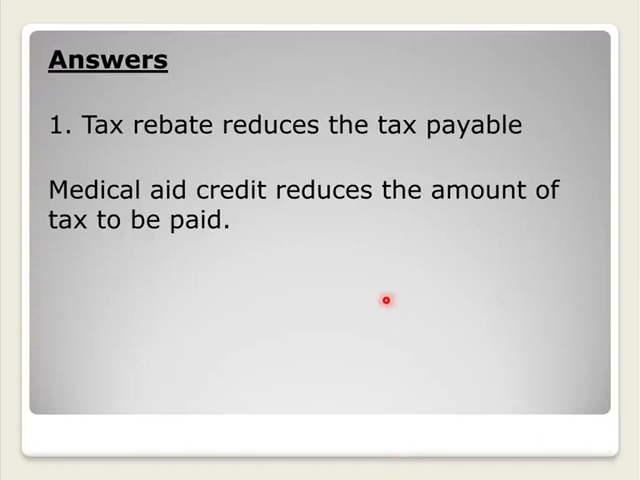 Answers
1. Tax rebate reduces the tax payable
Medical aid credit reduces the amount of
tax to be paid.